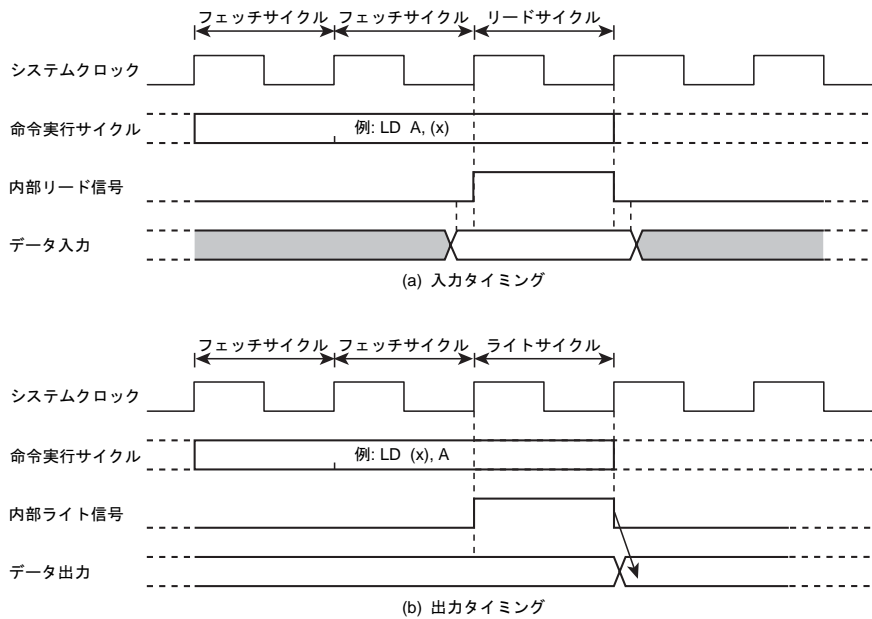 フェッチサイクル フェッチサイクル リードサイクル
システムクロック
命令実行サイクル 例: LD A, (x)
内部リード信号
データ入力
(a) 入力タイミング
フェッチサイクル フェッチサイクル ライトサイクル
システムクロック
命令実行サイクル 例: LD (x), A
内部ライト信号
データ出力
(b) 出力タイミング